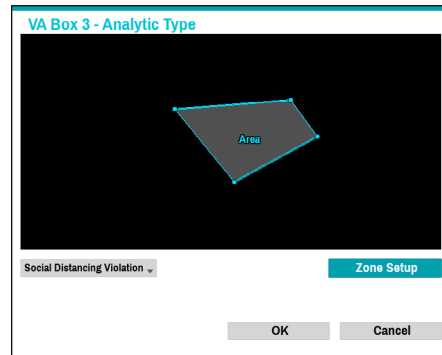 VA Box 3 - Analytic Type
Area
Social Distancing Violation
Zone Setup
OK
Cancel